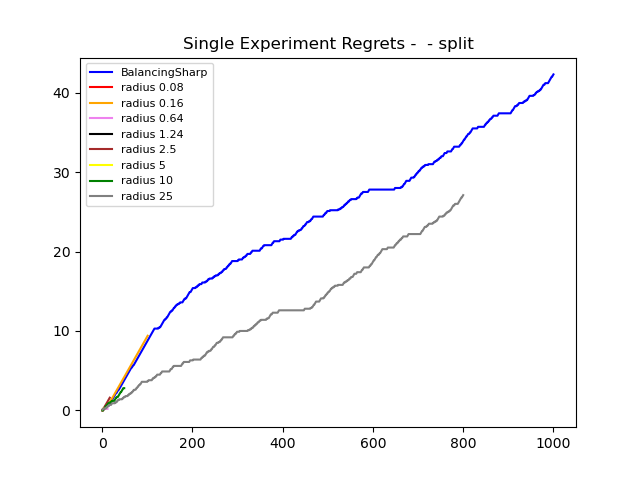 Single Experiment Regrets -  - split
BalancingSharp
radius 0.08
radius 0.16
radius 0.64
radius 1.24
radius 2.5
radius 5
radius 10
radius 25
40
30
20
10
0
0 200 400 600 800 1000